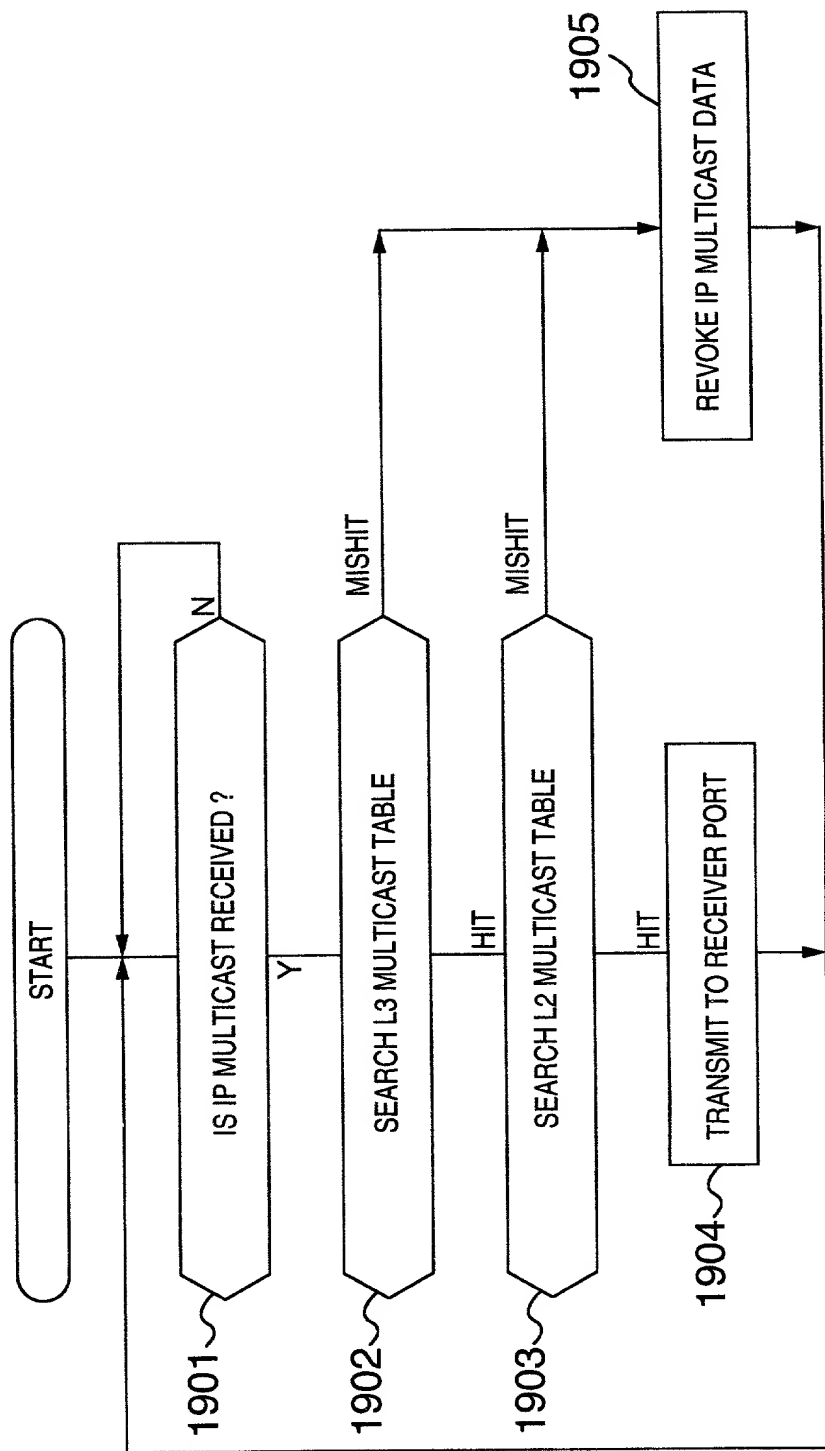 START
IS IP MULTICAST RECEIVED ?
N
1901
Y
SEARCH L3 MULTICAST TABLE
MISHIT
1902
HIT
SEARCH L2 MULTICAST TABLE
MISHIT
1903
HIT
TRANSMIT TO RECEIVER PORT
1904
REVOKE IP MULTICAST DATA
1905